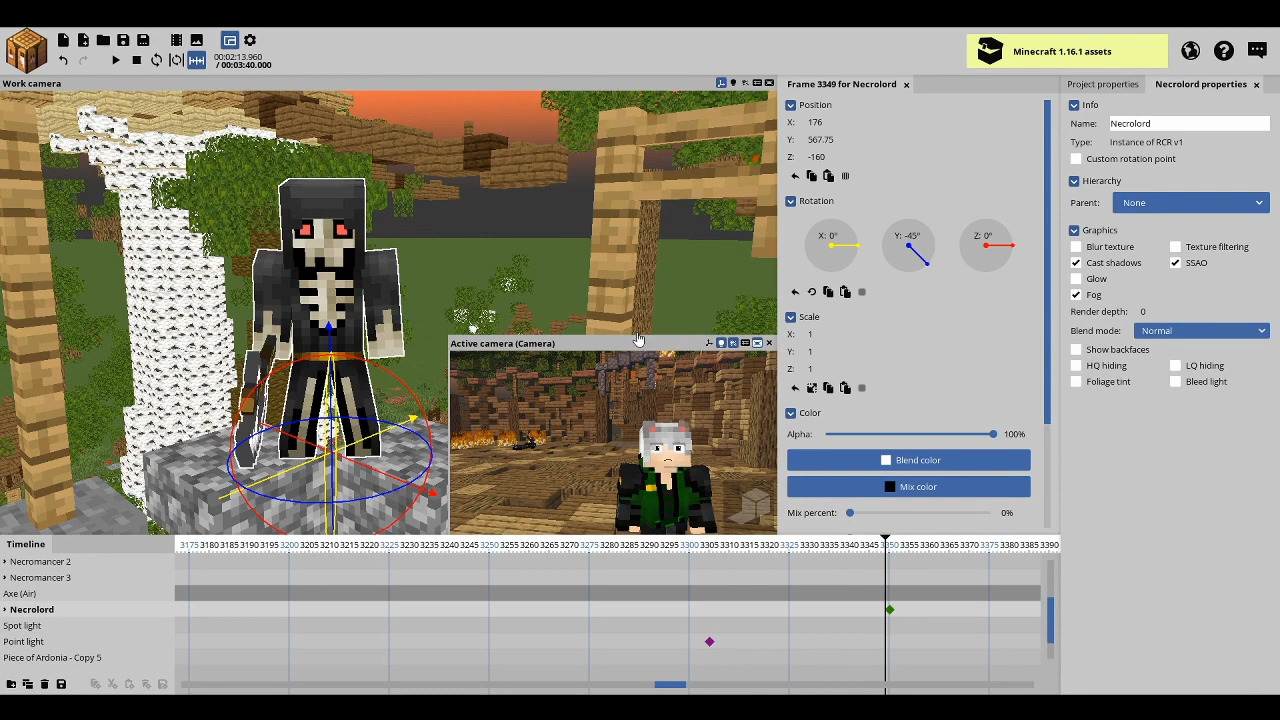 00:02:13.960
/ 00:03:40.000
Minecraft 1.16.1 assets
Work camera
Frame 3349 for Necrolord
Project properties
Necrolord properties
Position
X: 176
Y: 567.75
Z: -160
Rotation
X: 0° Y: -45° Z: 0°
Scale
X: 1
Y: 1
Z: 1
Color
Alpha: 100%
Blend color
Mix color
Mix percent: 0%
Info
Name: Necrolord
Type: Instance of RCR v1
Custom rotation point
Hierarchy
Parent: None
Graphics
Blur texture Texture filtering
Cast shadows SSAO
Glow
Fog
Render depth: 0
Blend mode: Normal
Show backfaces
HQ hiding LQ hiding
Foliage tint Bleed light
Active camera (Camera)
Timeline
3175 3180 3185 3190 3195 3200 3205 3210 3215 3220 3225 3230 3235 3240 3245 3250 3255 3260 3265 3270 3275 3280 3285 3290 3295 3300 3305 3310 3315 3320 3325 3330 3335 3340 3345 3350 3355 3360 3365 3370 3375 3380 3385 3390
Necromancer 2
Necromancer 3
Axe (Air)
Necrolord
Spot light
Point light
Piece of Ardonia - Copy 5